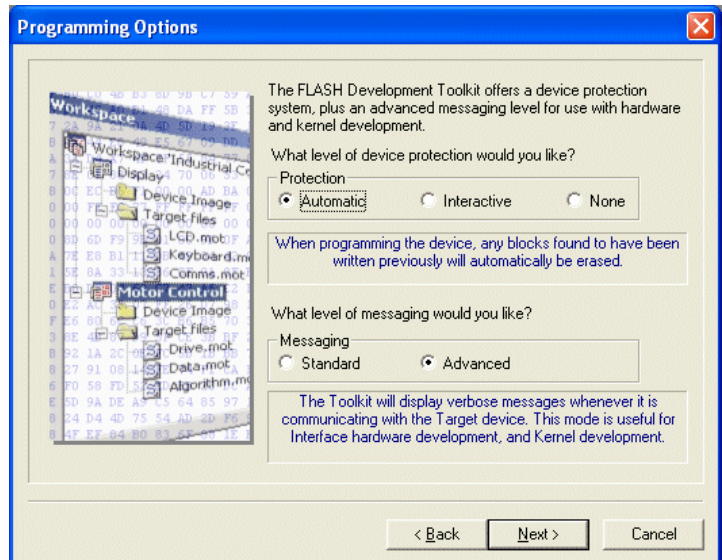 Programming Options
The FLASH Development Toolkit offers a device protection
system, plus an advanced messaging level for use with hardware
and kernel development.
What level of device protection would you like?
Protection
Automatic
Interactive
None
When programming the device, any blocks found to have been
written previously will automatically be erased.
What level of messaging would you like?
Messaging
Standard
Advanced
The Toolkit will display verbose messages whenever it is
communicating with the Target device. This mode is useful for
Interface hardware development, and Kernel development.
Workspace
Workspace 'Industrial
Display
Device Image
Target files
LCD.mot
Keyboard.m
Comms.mot
Motor Control
Device Image
Target files
Drive.mot
Data.mot
Algorithm.m
< Back
Next >
Cancel